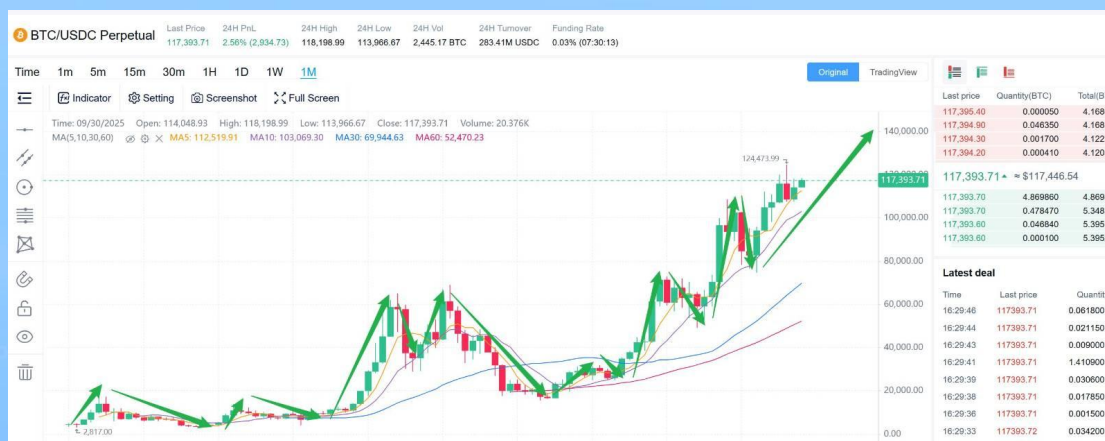 BTC/USDC Perpetual
Last Price 24H PnL 24H High 24H Low 24H Vol 24H Turnover Funding Rate
117,393.71 2.56% (2,934.73) 118,198.99 113,966.67 2,445.17 BTC 283.41M USDC 0.03% (07:30:13)
Time 1m 5m 15m 30m 1H 1D 1W 1M
Original TradingView
Indicator Setting Screenshot Full Screen
Time: 09/30/2025 Open: 114,048.93 High: 118,198.99 Low: 113,966.67 Close: 117,393.71 Volume: 20.376K
MA(5,10,30,60) MA5: 112,519.91 MA10: 103,069.30 MA30: 69,944.63 MA60: 52,470.23
140,000.00
124,473.99
117,393.71
100,000.00
80,000.00
60,000.00
40,000.00
20,000.00
0.00
2,817.00
Last price Quantity(BTC) Total(B
117,395.40 0.000050 4.168
117,394.90 0.046350 4.168
117,394.30 0.001700 4.122
117,394.20 0.000410 4.120
117,393.71 ≈ $117,446.54
117,393.70 4.869860 4.869
117,393.70 0.478470 5.348
117,393.60 0.046840 5.395
117,393.60 0.000100 5.395
Latest deal
Time Last price Quantit
16:29:46 117393.71 0.061800
16:29:44 117393.71 0.021150
16:29:43 117393.71 0.009000
16:29:41 117393.71 1.410900
16:29:39 117393.71 0.030600
16:29:38 117393.71 0.017850
16:29:36 117393.71 0.001500
16:29:33 117393.72 0.034200